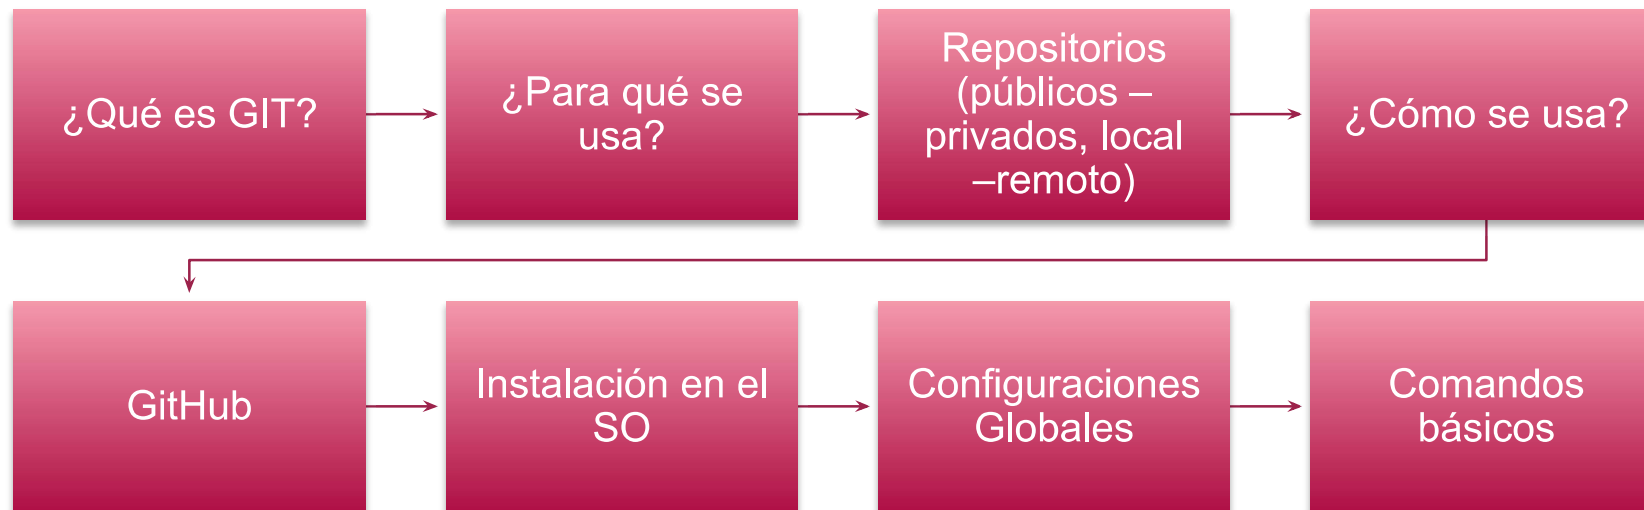 ¿Qué es GIT?
¿Para qué se
usa?
Repositorios
(públicos –
privados, local
–remoto)
¿Cómo se usa?
GitHub
Instalación en el
SO
Configuraciones
Globales
Comandos
básicos